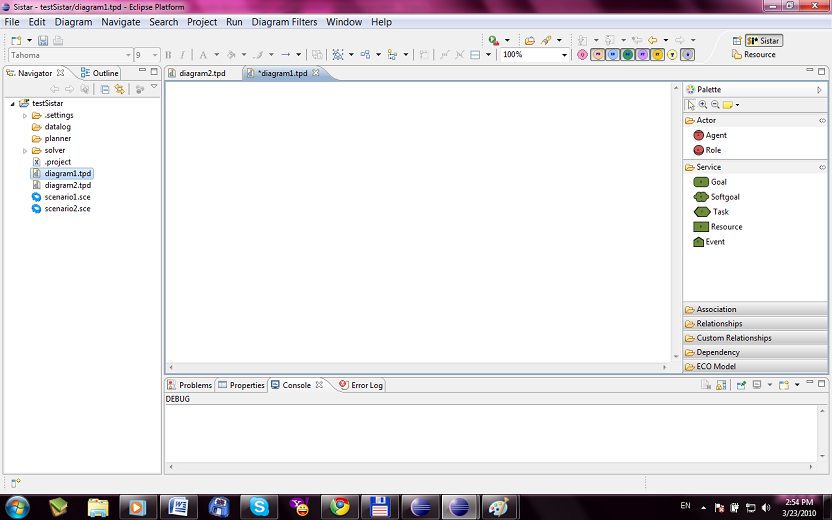 Sistar - testSistar/diagram1.tpd - Eclipse Platform
File Edit Diagram Navigate Search Project Run Diagram Filters Window Help
Tahoma 9 B I A 100% Sistar
Resource
Navigator Outline
diagram2.tpd *diagram1.tpd
testSistar
.settings
datalog
planner
solver
.project
diagram1.tpd
diagram2.tpd
scenario1.sce
scenario2.sce
Palette
Actor
Agent
Role
Service
Goal
Softgoal
Task
Resource
Event
Association
Relationships
Custom Relationships
Dependency
ECO Model
Problems Properties Console Error Log
DEBUG
EN
2:54 PM
3/23/2010